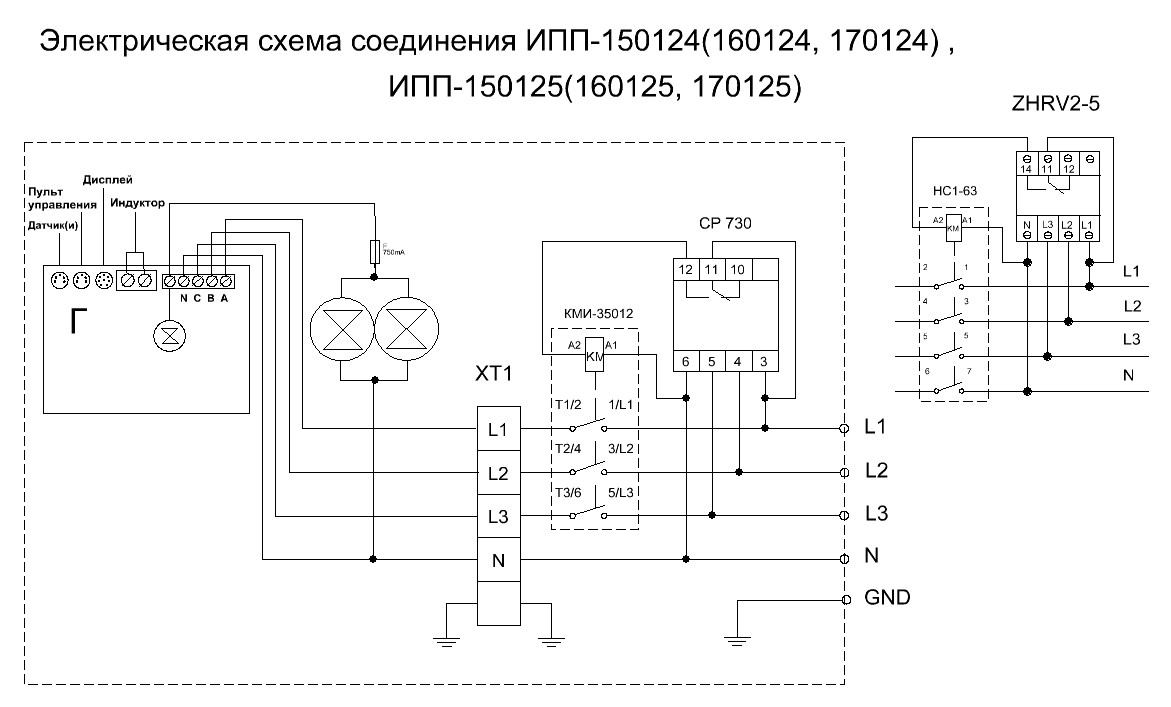 Электрическая схема соединения ИПП-150124(160124, 170124) ,
ИПП-150125(160125, 170125)
ZHRV2-5
14 11 12
НС1-63
A2 KM A1
N L3 L2 L1
2 1
4 3
5 5
6 7
L1
L2
L3
N
Дисплей
Пульт
управления
Индуктор
Датчик(и)
N C B A
Г
F
750mA
СР 730
12 11 10
6 5 4 3
КМИ-35012
A2 KM A1
T1/2 1/L1
T2/4 3/L2
T3/6 5/L3
XT1
L1
L2
L3
N
L1
L2
L3
N
GND